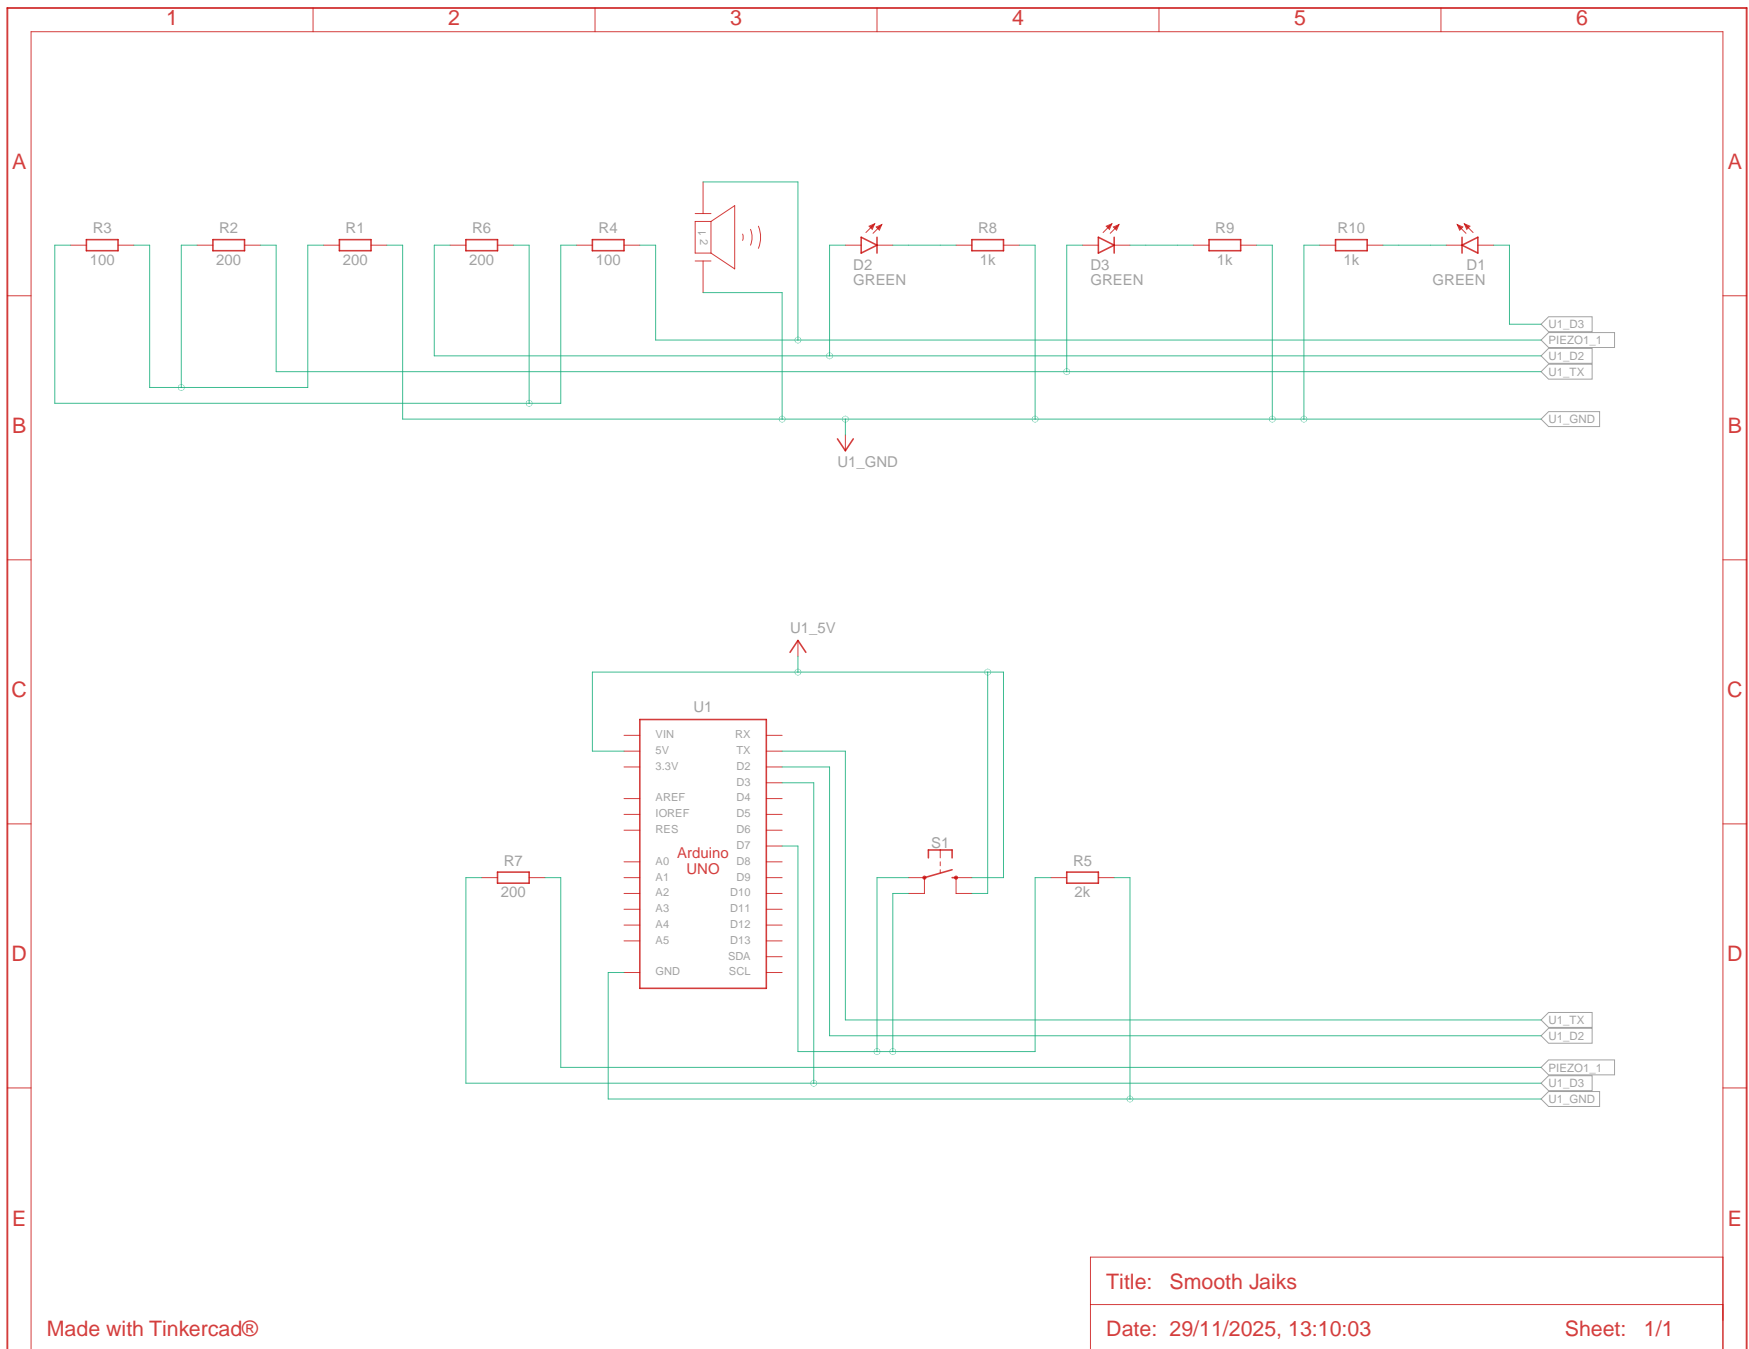 1 2 3 4 5 6
A A
R3 R2 R1 R6 R4 R8 R9 R10
1 2
100 200 200 200 100 1k 1k 1k
D2 D3 D1
GREEN GREEN GREEN
U1_D3
PIEZO1_1
U1_D2
U1_TX
B B
U1_GND
U1_GND
U1_5V
C C
U1
VIN RX
5V TX
3.3V D2
D3
AREF D4
IOREF D5
RES D6
D7
S1
Arduino
UNO
R7 A0 D8 R5
A1 D9
200 A2 D10 2k
A3 D11
A4 D12
A5 D13
D D
SDA
GND SCL
U1_TX
U1_D2
PIEZO1_1
U1_D3
U1_GND
E E
Title: Smooth Jaiks
Made with Tinkercad®
Date: 29/11/2025, 13:10:03 Sheet: 1/1